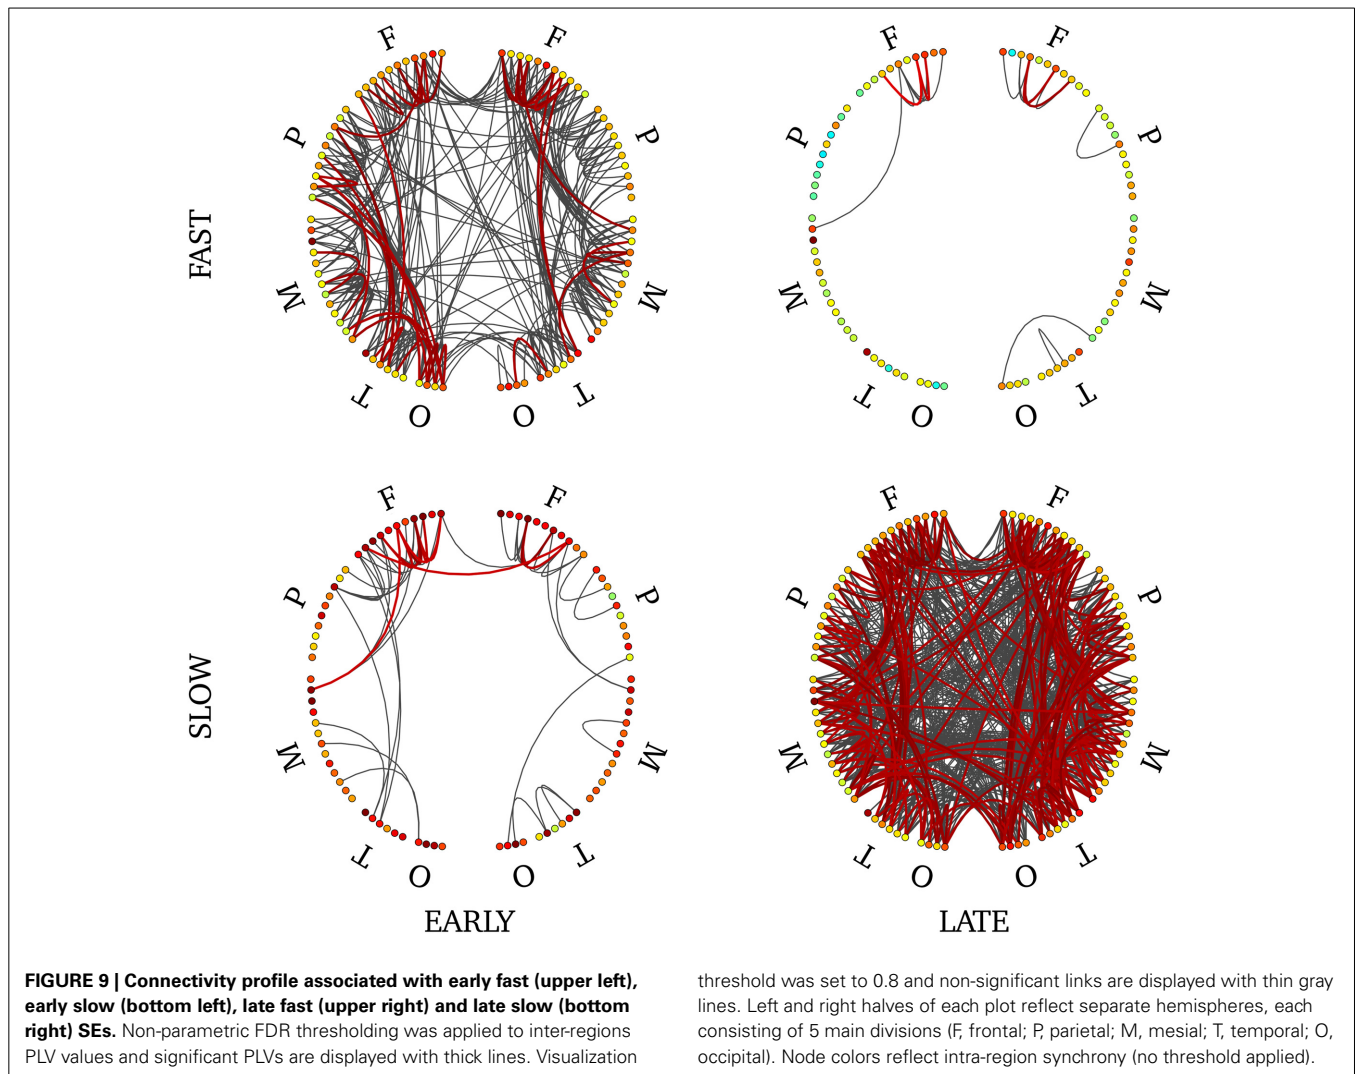 F
F
F
F
P
P
P
P
FAST
M
M
M
M
T
T
T
T
O
O
O
O
F
F
F
F
P
P
P
P
SLOW
M
M
M
M
T
T
T
T
O
O
O
O
EARLY
LATE
FIGURE 9 | Connectivity profile associated with early fast (upper left),
early slow (bottom left), late fast (upper right) and late slow (bottom
right) SEs. Non-parametric FDR thresholding was applied to inter-regions
PLV values and significant PLVs are displayed with thick lines. Visualization
threshold was set to 0.8 and non-significant links are displayed with thin gray
lines. Left and right halves of each plot reflect separate hemispheres, each
consisting of 5 main divisions (F, frontal; P, parietal; M, mesial; T, temporal; O,
occipital). Node colors reflect intra-region synchrony (no threshold applied).